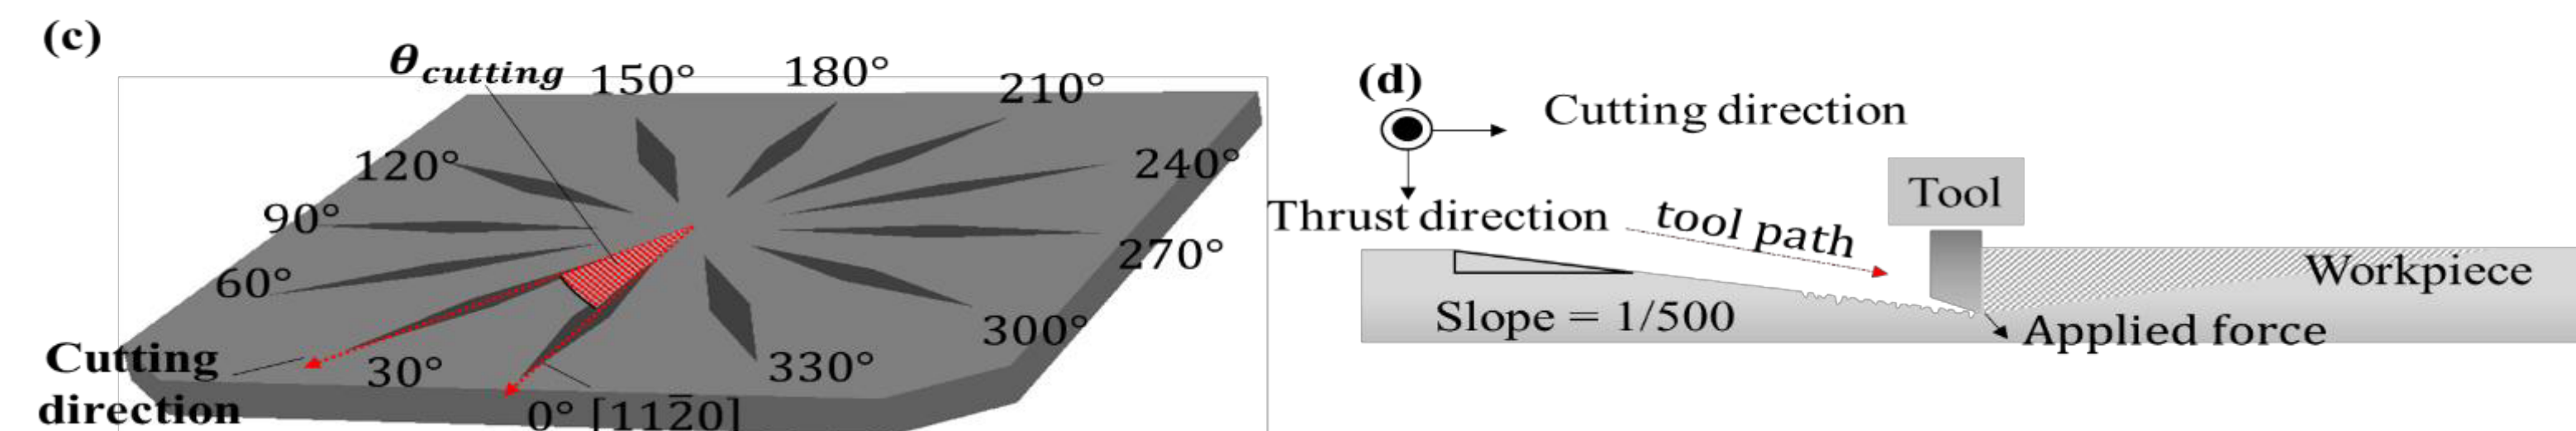 (c)
θcutting
150°
180°
210°
120°
240°
90°
270°
60°
300°
Cutting
direction
30°
330°
0° [112̄0]
(d)
Cutting direction
Thrust direction
tool path
Tool
Workpiece
Slope = 1/500
Applied force